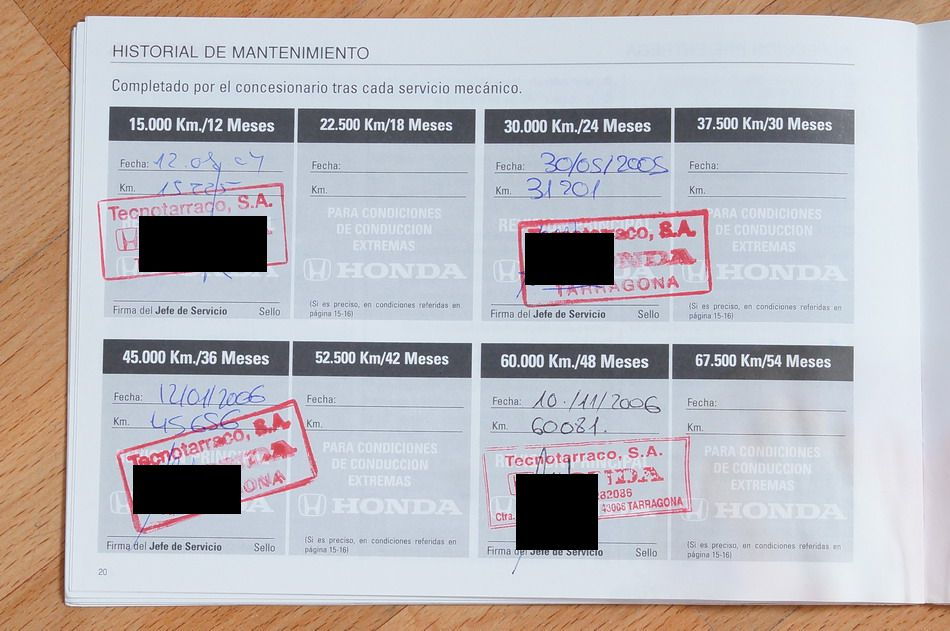 HISTORIAL DE MANTENIMIENTO
Completado por el concesionario tras cada servicio mecánico.
15.000 Km./12 Meses
Fecha:
Km. 15225
Tecnotarraco, S.A.
Firma del Jefe de Servicio Sello
22.500 Km/18 Meses
Fecha:
Km.
PARA CONDICIONES
DE CONDUCCION
EXTREMAS
HONDA
(Si es preciso, en condiciones referidas en
página 15-16)
30.000 Km/24 Meses
Fecha: 30/05/2005
Km. 31201
S.A.
TARRAGONA
Firma del Jefe de Servicio Sello
37.500 Km/30 Meses
Fecha:
Km.
PARA CONDICIONES
DE CONDUCCION
EXTREMAS
HONDA
(Si es preciso, en condiciones referidas en
página 15-16)
45.000 Km./36 Meses
Fecha: 12/01/2006
Km. 45656
Tecnotarraco, S.A.
Firma del Jefe de Servicio Sello
52.500 Km/42 Meses
Fecha:
Km.
PARA CONDICIONES
DE CONDUCCION
EXTREMAS
HONDA
(Si es preciso, en condiciones referidas en
página 15-16)
60.000 Km./48 Meses
Fecha: 10./11/2006
Km. 60081.
Tecnotarraco, S.A.
Ctra. 43006 TARRAGONA
Firma del Jefe de Servicio Sello
67.500 Km/54 Meses
Fecha:
Km.
PARA CONDICIONES
DE CONDUCCION
EXTREMAS
HONDA
(Si es preciso, en condiciones referidas en
página 15-16)
20